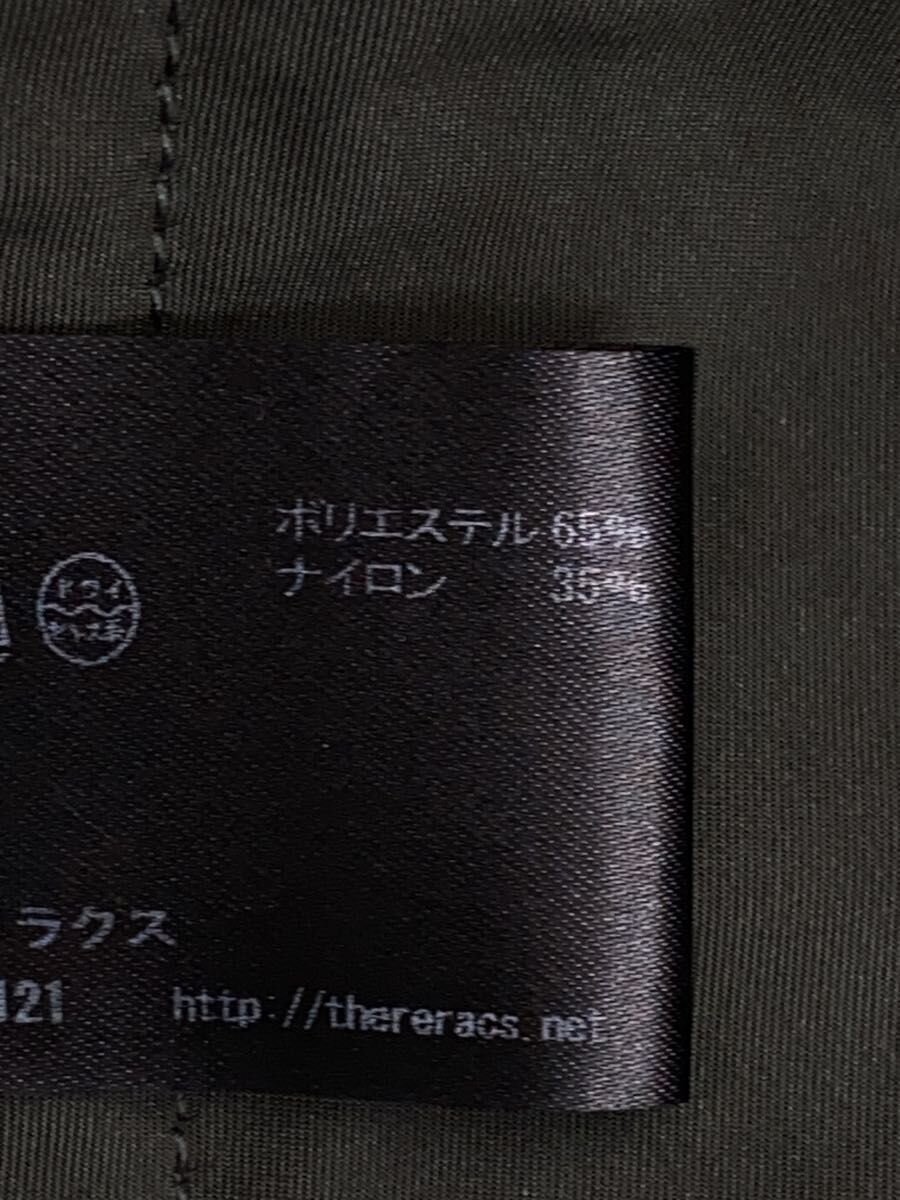 ポリエステル 65%
ナイロン 35%
ドライ
ラクス
121 http://thereracs.net